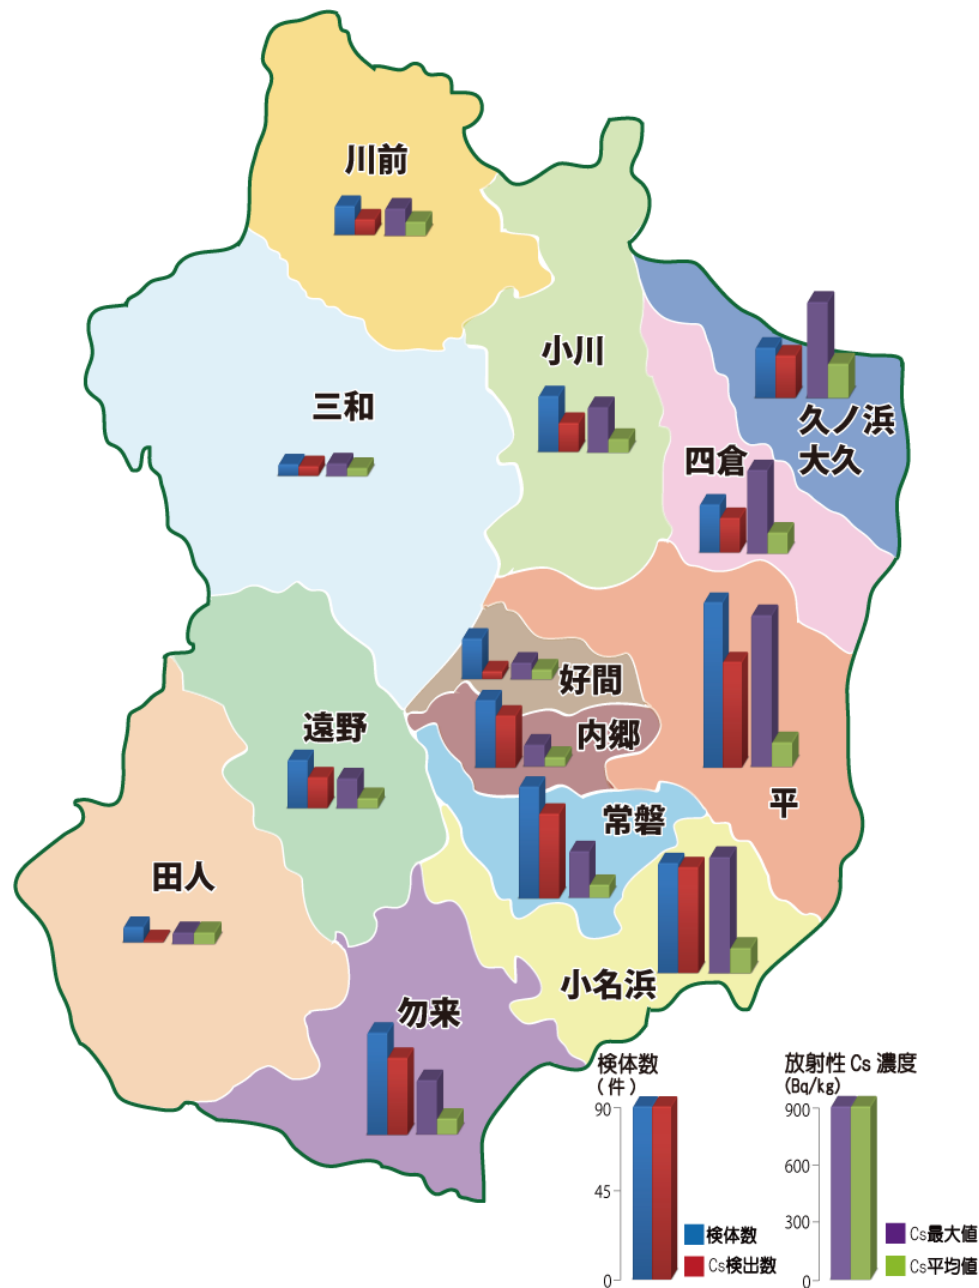 川前
小川
三和
久ノ浜
大久
四倉
好間
内郷
遠野
平
常磐
田人
小名浜
勿来
検体数
(件)
90
45
0
検体数
Cs検出数
放射性 Cs 濃度
(Bq/kg)
900
600
300
0
Cs最大値
Cs平均値